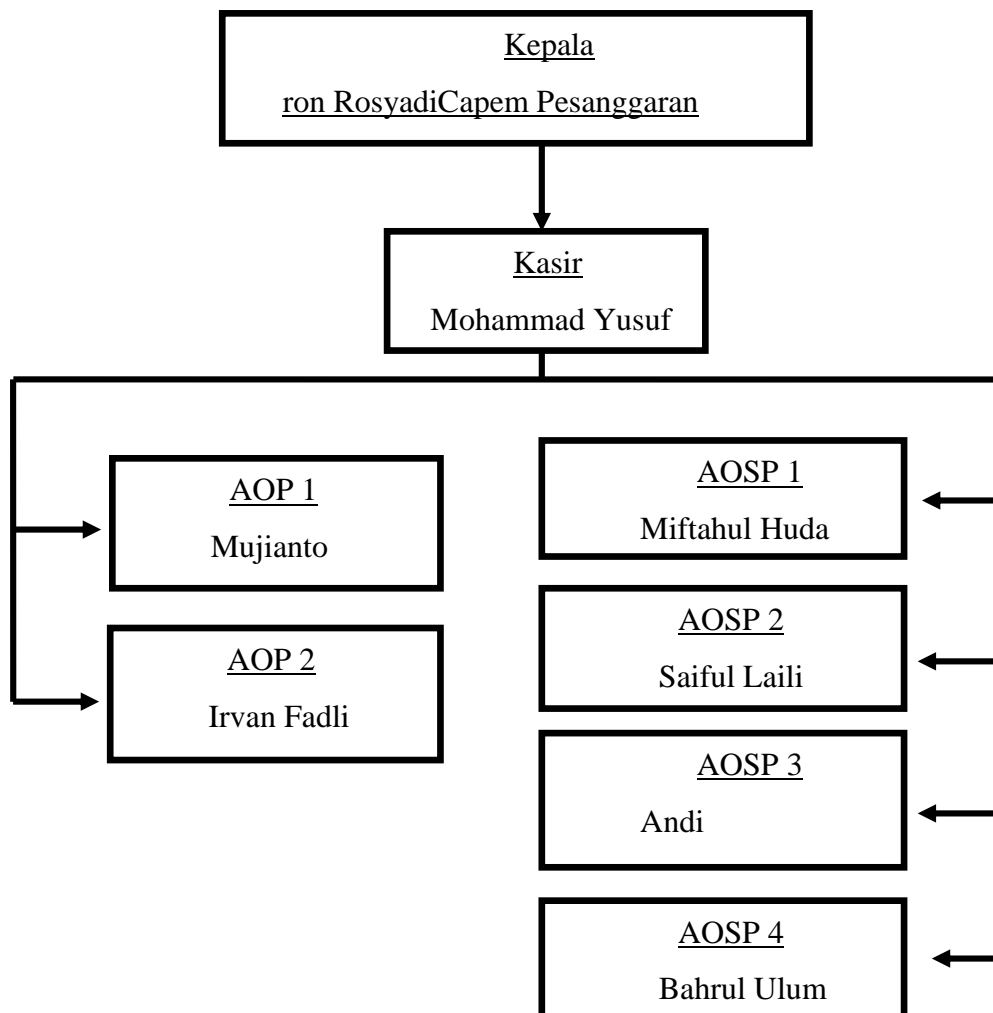 Kepala
ron RosyadiCapem Pesanggaran
Kasir
Mohammad Yusuf
AOP 1
Mujianto
AOP 2
Irvan Fadli
AOSP 1
Miftahul Huda
AOSP 2
Saiful Laili
AOSP 3
Andi
AOSP 4
Bahrul Ulum